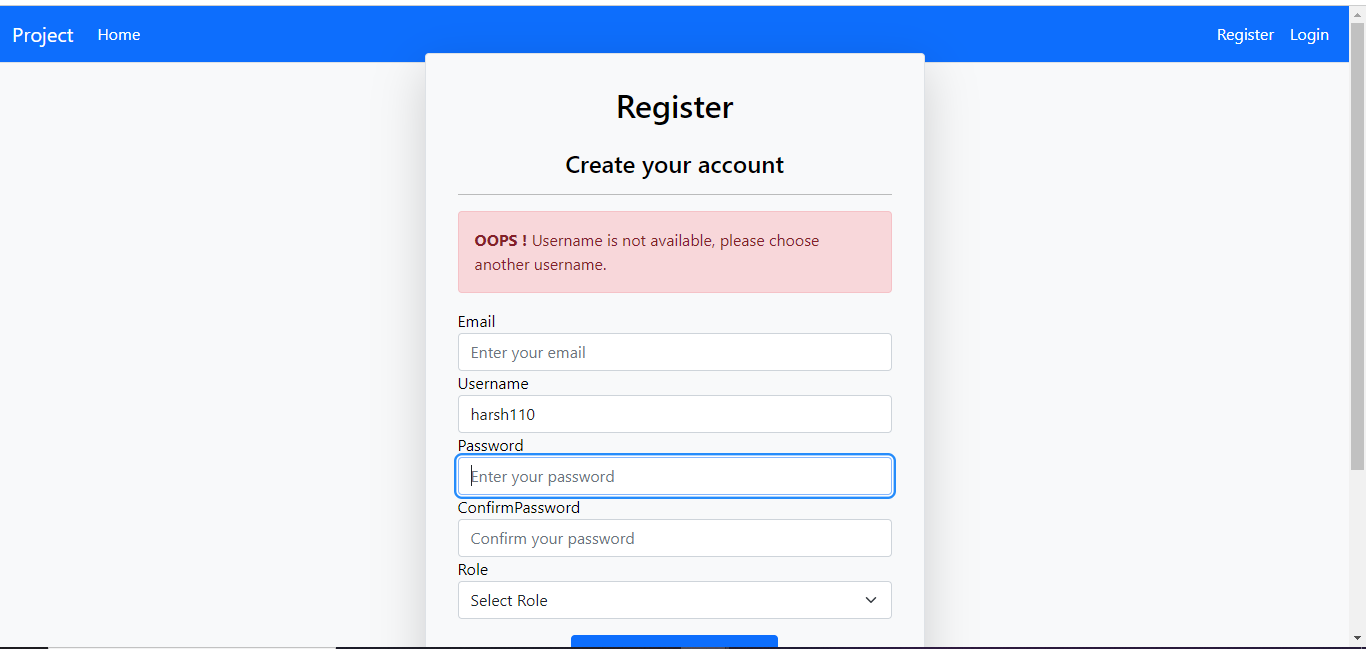 Project Home Register Login
Register
Create your account
OOPS ! Username is not available, please choose
another username.
Email
Enter your email
Username
harsh110
Password
Enter your password
ConfirmPassword
Confirm your password
Role
Select Role